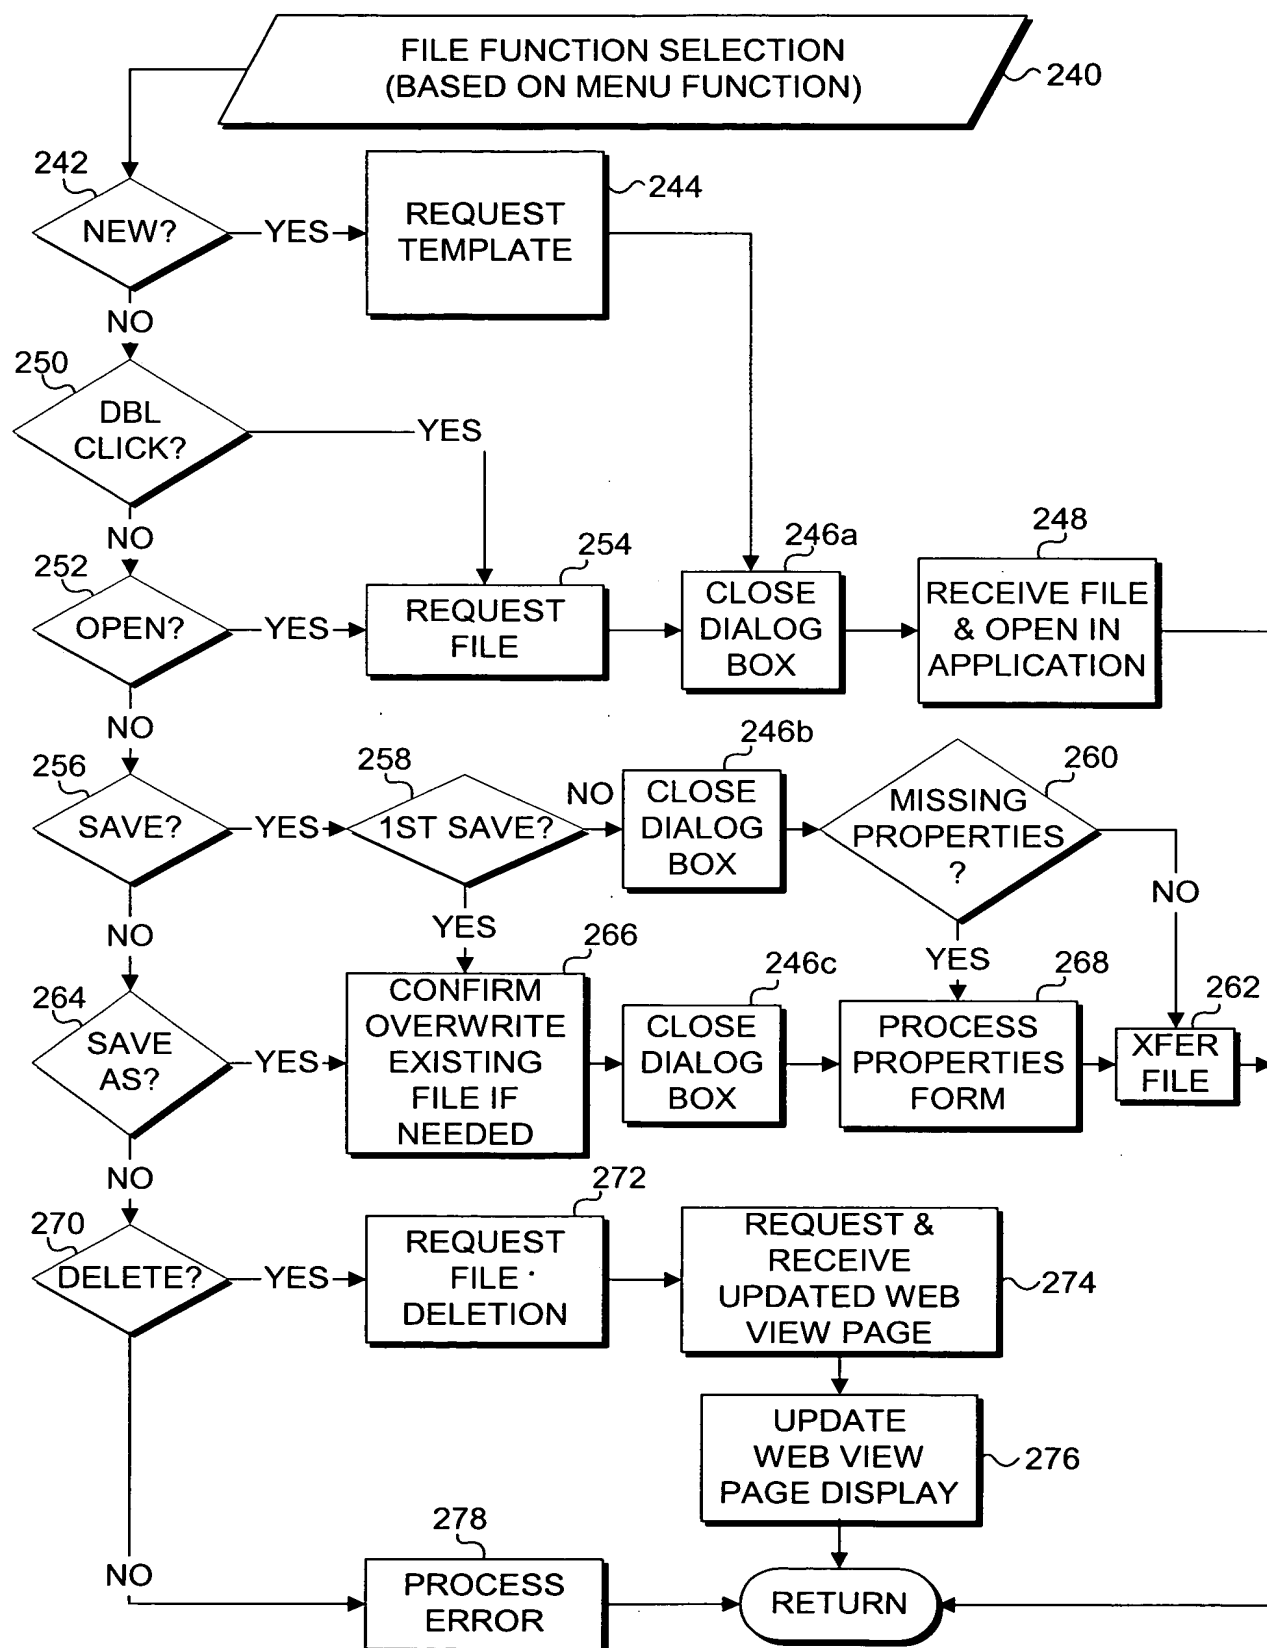 FILE FUNCTION SELECTION
(BASED ON MENU FUNCTION)
240
242
NEW?
YES
REQUEST
TEMPLATE
244
NO
250
DBL
CLICK?
YES
NO
252
OPEN?
YES
254
REQUEST
FILE
246a
CLOSE
DIALOG
BOX
248
RECEIVE FILE
& OPEN IN
APPLICATION
NO
256
SAVE?
YES
258
1ST SAVE?
NO
246b
CLOSE
DIALOG
BOX
260
MISSING
PROPERTIES
?
NO
YES
YES
NO
264
SAVE
AS?
YES
266
CONFIRM
OVERWRITE
EXISTING
FILE IF
NEEDED
246c
CLOSE
DIALOG
BOX
268
PROCESS
PROPERTIES
FORM
262
XFER
FILE
NO
270
DELETE?
YES
272
REQUEST
FILE
DELETION
REQUEST &
RECEIVE
UPDATED WEB
VIEW PAGE
274
UPDATE
WEB VIEW
PAGE DISPLAY
276
NO
278
PROCESS
ERROR
RETURN